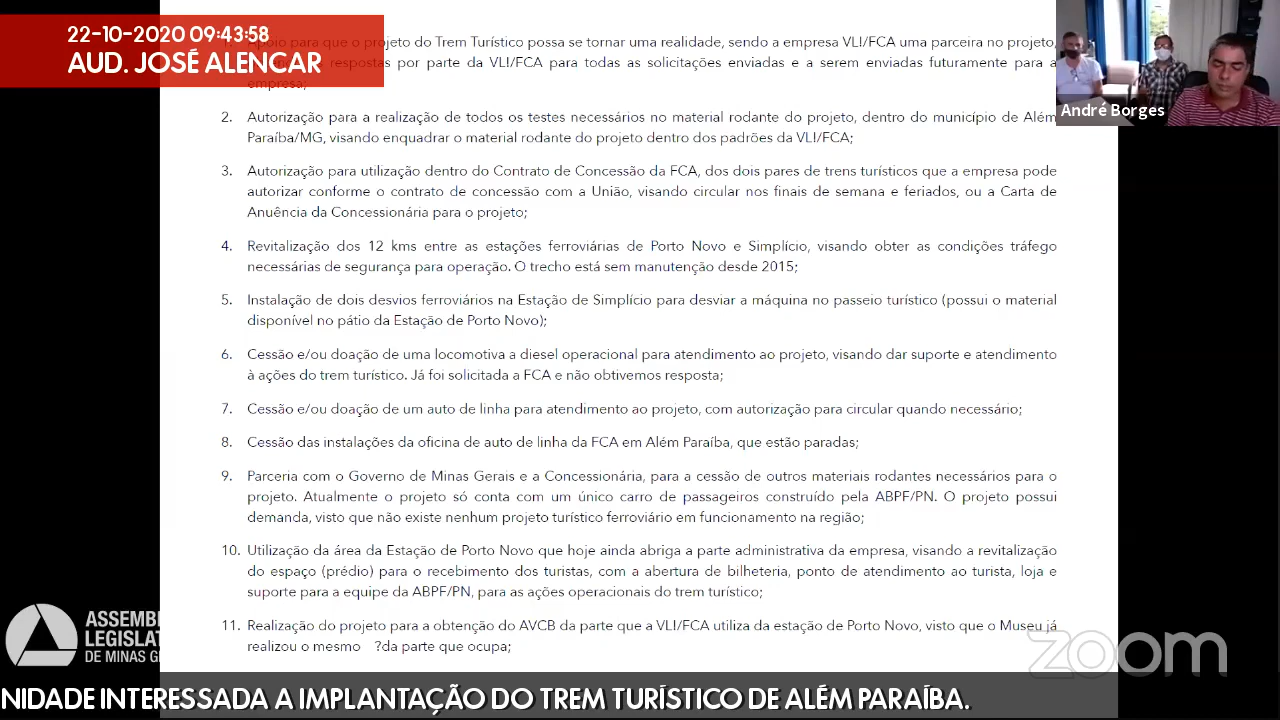 22-10-2020 09:43:58
AUD. JOSÉ ALENCAR
André Borges
1. Apoio para que o projeto do Trem Turístico possa se tornar uma realidade, sendo a empresa VLI/FCA uma parceira no projeto,
respostas por parte da VLI/FCA para todas as solicitações enviadas e a serem enviadas futuramente para a
empresa;
2. Autorização para realização de todos os testes necessários no material rodante do projeto, dentro do município de Além
Paraíba/MG, visando enquadrar o material rodante do projeto dentro dos padrões da VLI/FCA;
3. Autorização para utilização dentro do Contrato de Concessão da FCA, dos dois pares de trens turísticos que a empresa pode
autorizar conforme o contrato de concessão com a União, visando circular nos finais de semana e feriados, ou a Carta de
Anuência da Concessionária para o projeto;
4. Revitalização dos 12 kms entre as estações ferroviárias de Porto Novo e Simplício, visando obter as condições tráfego
necessárias de segurança para operação. O trecho está sem manutenção desde 2015;
5. Instalação de dois desvios ferroviários na Estação de Simplício para desviar a máquina no passeio turístico (possui o material
disponível no pátio da Estação de Porto Novo);
6. Cessão e/ou doação de uma locomotiva a diesel operacional para atendimento ao projeto, visando dar suporte e atendimento
à ações do trem turístico. Já foi solicitada a FCA e não obtivemos resposta;
7. Cessão e/ou doação de um auto de linha para atendimento ao projeto, com autorização para circular quando necessário;
8. Cessão das instalações da oficina de auto de linha da FCA em Além Paraíba, que estão paradas;
9. Parceria com o Governo de Minas Gerais e a Concessionária, para a cessão de outros materiais rodantes necessários para o
projeto. Atualmente o projeto só conta com um único carro de passageiros construído pela ABPF/PN. O projeto possui
demanda, visto que não existe nenhum projeto turístico ferroviário em funcionamento na região;
10. Utilização da área da Estação de Porto Novo que hoje ainda abriga a parte administrativa da empresa, visando a revitalização
do espaço (prédio) para o recebimento dos turistas, com a abertura de bilheteria, ponto de atendimento ao turista, loja e
suporte para a equipe da ABPF/PN, para as ações operacionais do trem turístico;
11. Realização do projeto para a obtenção do AVCB da parte que a VLI/FCA utiliza da estação de Porto Novo, visto que o Museu já
realizou o mesmo ?da parte que ocupa;
ASSEMB
LEGISLAT
DE MINAS G
zoom
NIDADE INTERESSADA A IMPLANTAÇÃO DO TREM TURÍSTICO DE ALÉM PARAÍBA.